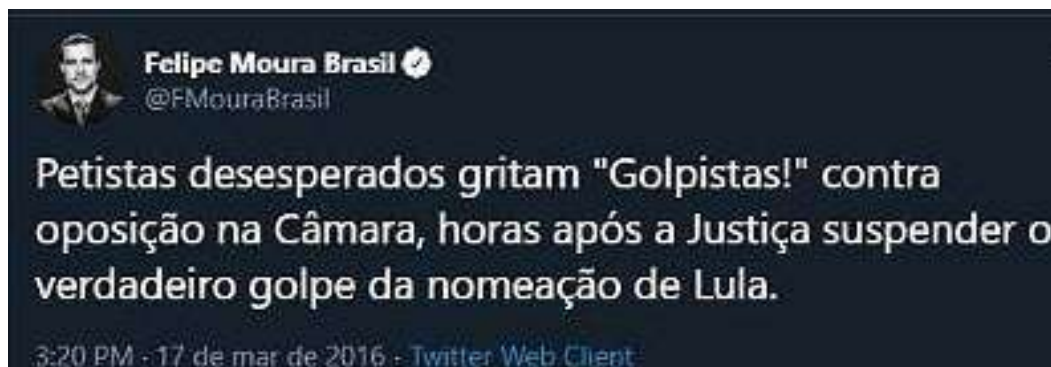 Felipe Moura Brasil
@FMouraBrasil
Petistas desesperados gritam "Golpistas!" contra
oposição na Câmara, horas após a Justiça suspender o
verdadeiro golpe da nomeação de Lula.
3:20 PM · 17 de mar de 2016 · Twitter Web Client